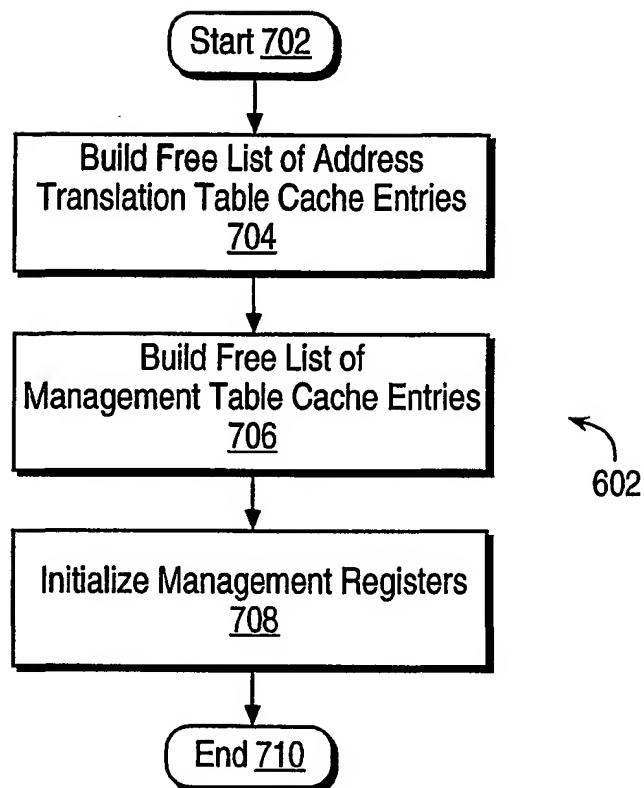 Start 702
Build Free List of Address
Translation Table Cache Entries
704
Build Free List of
Management Table Cache Entries
706
602
Initialize Management Registers
708
End 710